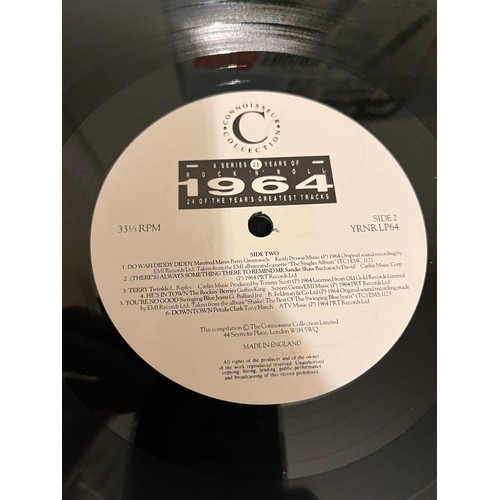 CONNOISSEUR
C
COLLECTION
A SERIES 21 YEARS OF
ROCK 'N' ROLL
1964
24 OF THE YEAR'S GREATEST TRACKS
33⅓ RPM
SIDE 2
YRNR LP64
SIDE TWO
1. DO WAH DIDDY DIDDY Manfred Mann Barry/Greenwich Keith Prowse Music (P) 1964 Original sound recording by
EMI Records Ltd. Taken from the EMI album and cassette "The Singles Album" (TC) EMC 1121
2. (THERE'S) ALWAYS SOMETHING THERE TO REMIND ME Sandie Shaw Bacharach/David Carlin Music Corp.
(P) 1964 PRT Records Ltd
3. TERRY Twinkle L. Ripley Carlin Music Produced by Tommy Scott (P) 1964 Licensed from Old Gold Records Limited
4. HE'S IN TOWN The Rockin' Berries Goffin/King Screen Gems/EMI Music (P) 1964 PRT Records Ltd
5. YOU'RE NO GOOD Swinging Blue Jeans G. Ballard Jnr B. Feldman & Co Ltd (P) 1964 Original sound recording made
by EMI Records Ltd. Taken from the album "Shake! The Best Of The Swinging Blue Jeans" (TC) EMS 1123
6. DOWNTOWN Petula Clark Tony Hatch ATV Music (P) 1964 PRT Records Ltd
This compilation © The Connoisseur Collection Limited.
44 Seymour Place, London W1H 5WQ
MADE IN ENGLAND
All rights of the producer and of the owner
of the work reproduced reserved. Unauthorised
copying, hiring, lending, public performance
and broadcasting of this record prohibited.